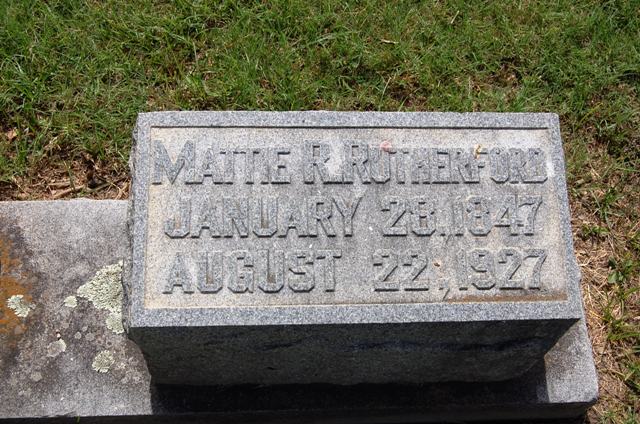 MATTIE R. RUTHERFORD
JANUARY 28, 1847
AUGUST 22, 1927